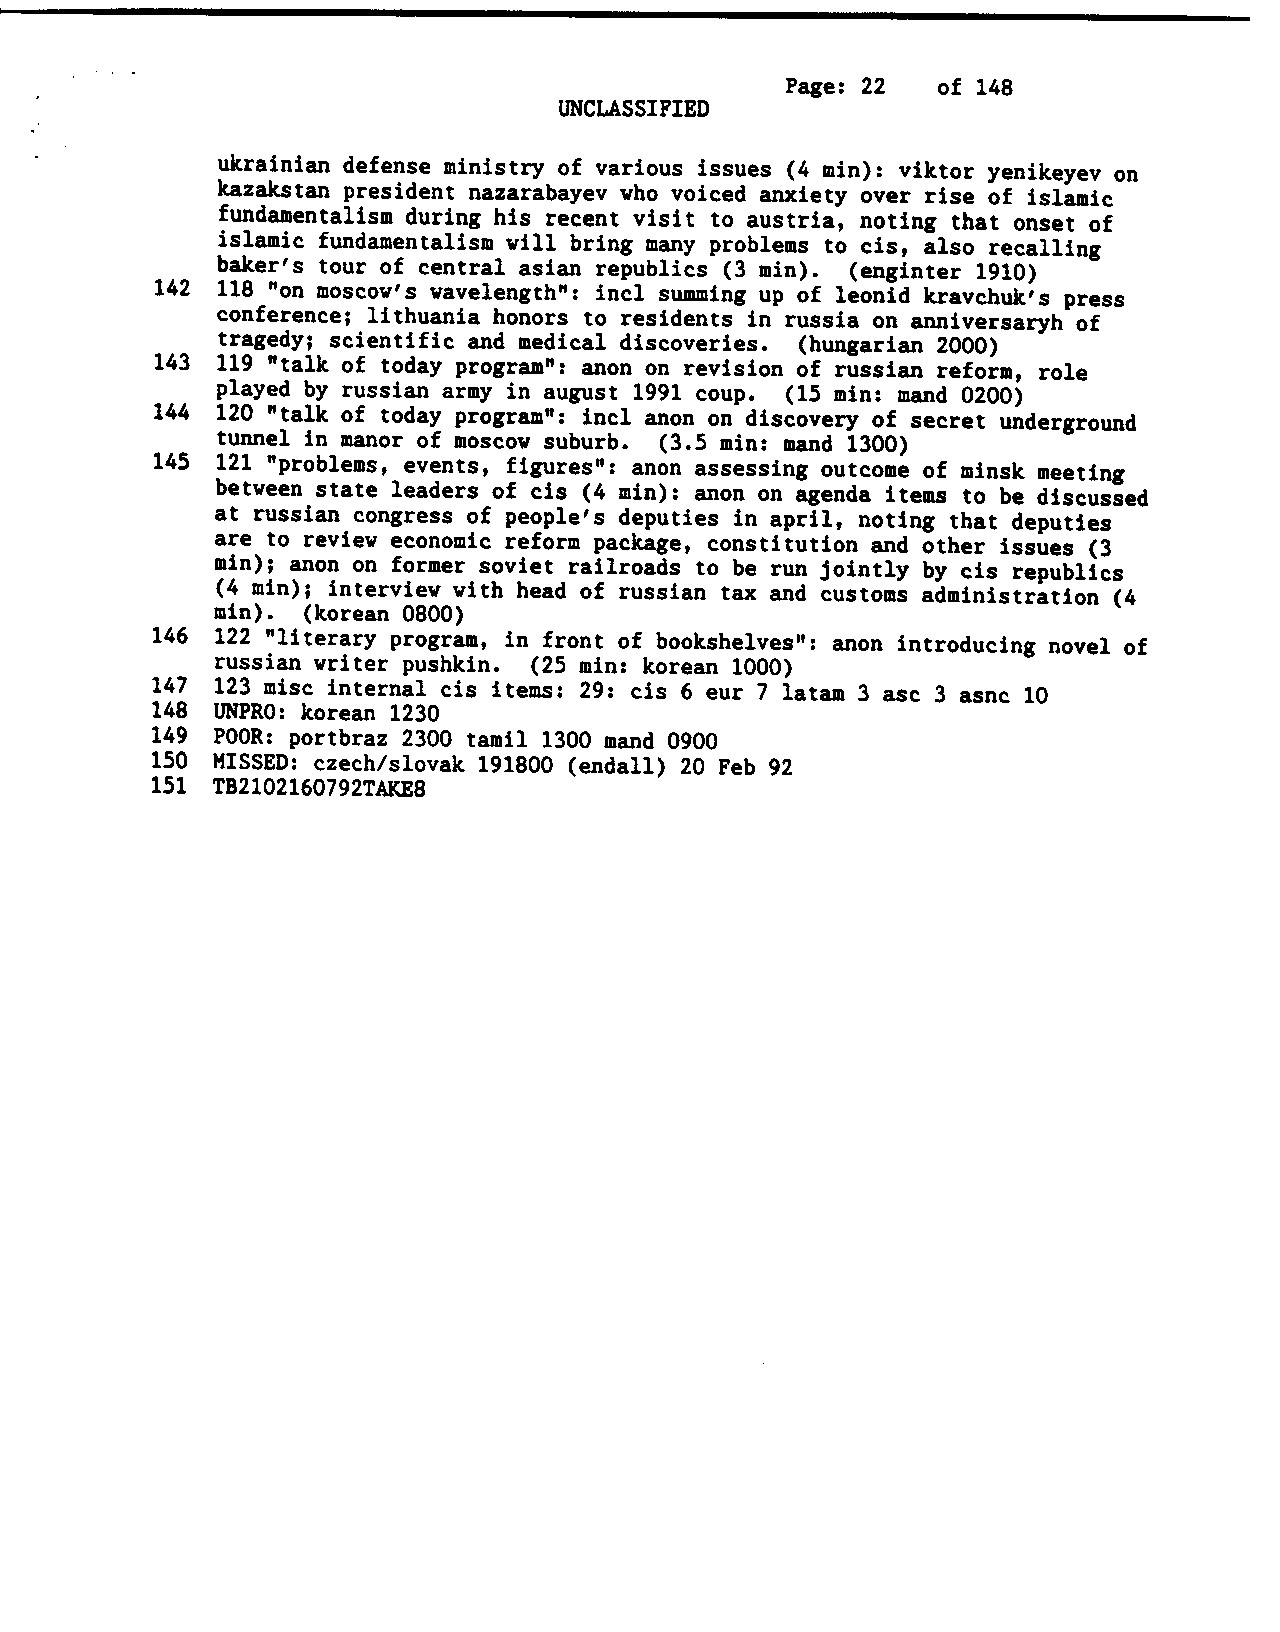 Page: 22 of 148
UNCLASSIFIED
ukrainian defense ministry of various issues (4 min): viktor yenikeyev on
kazakstan president nazarabayev who voiced anxiety over rise of islamic
fundamentalism during his recent visit to austria, noting that onset of
islamic fundamentalism will bring many problems to cis, also recalling
baker's tour of central asian republics (3 min). (enginter 1910)
142 118 "on moscow's wavelength": incl summing up of leonid kravchuk's press
conference; lithuania honors to residents in russia on anniversaryh of
tragedy; scientific and medical discoveries. (hungarian 2000)
143 119 "talk of today program": anon on revision of russian reform, role
played by russian army in august 1991 coup. (15 min: mand 0200)
144 120 "talk of today program": incl anon on discovery of secret underground
tunnel in manor of moscow suburb. (3.5 min: mand 1300)
145 121 "problems, events, figures": anon assessing outcome of minsk meeting
between state leaders of cis (4 min): anon on agenda items to be discussed
at russian congress of people's deputies in april, noting that deputies
are to review economic reform package, constitution and other issues (3
min); anon on former soviet railroads to be run jointly by cis republics
(4 min); interview with head of russian tax and customs administration (4
min). (korean 0800)
146 122 "literary program, in front of bookshelves": anon introducing novel of
russian writer pushkin. (25 min: korean 1000)
147 123 misc internal cis items: 29: cis 6 eur 7 latam 3 asc 3 asnc 10
148 UNPRO: korean 1230
149 POOR: portbraz 2300 tamil 1300 mand 0900
150 MISSED: czech/slovak 191800 (endall) 20 Feb 92
151 TB2102160792TAKE8